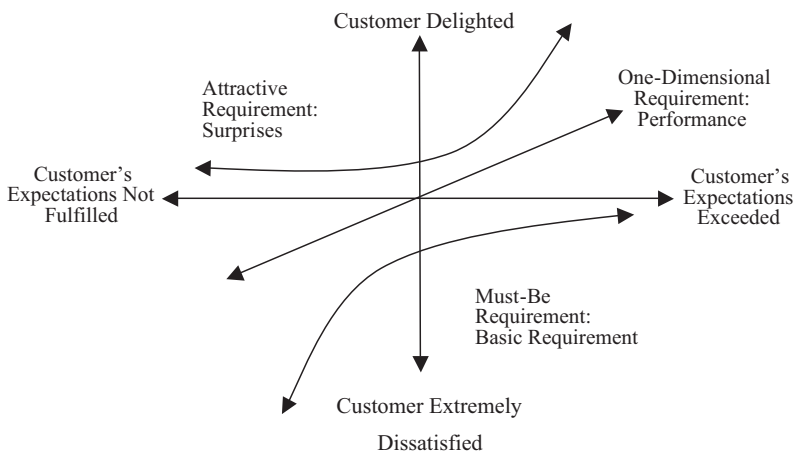 Customer Delighted
Attractive
Requirement:
Surprises
One-Dimensional
Requirement:
Performance
Customer's
Expectations Not
Fulfilled
Customer's
Expectations
Exceeded
Must-Be
Requirement:
Basic Requirement
Customer Extremely
Dissatisfied